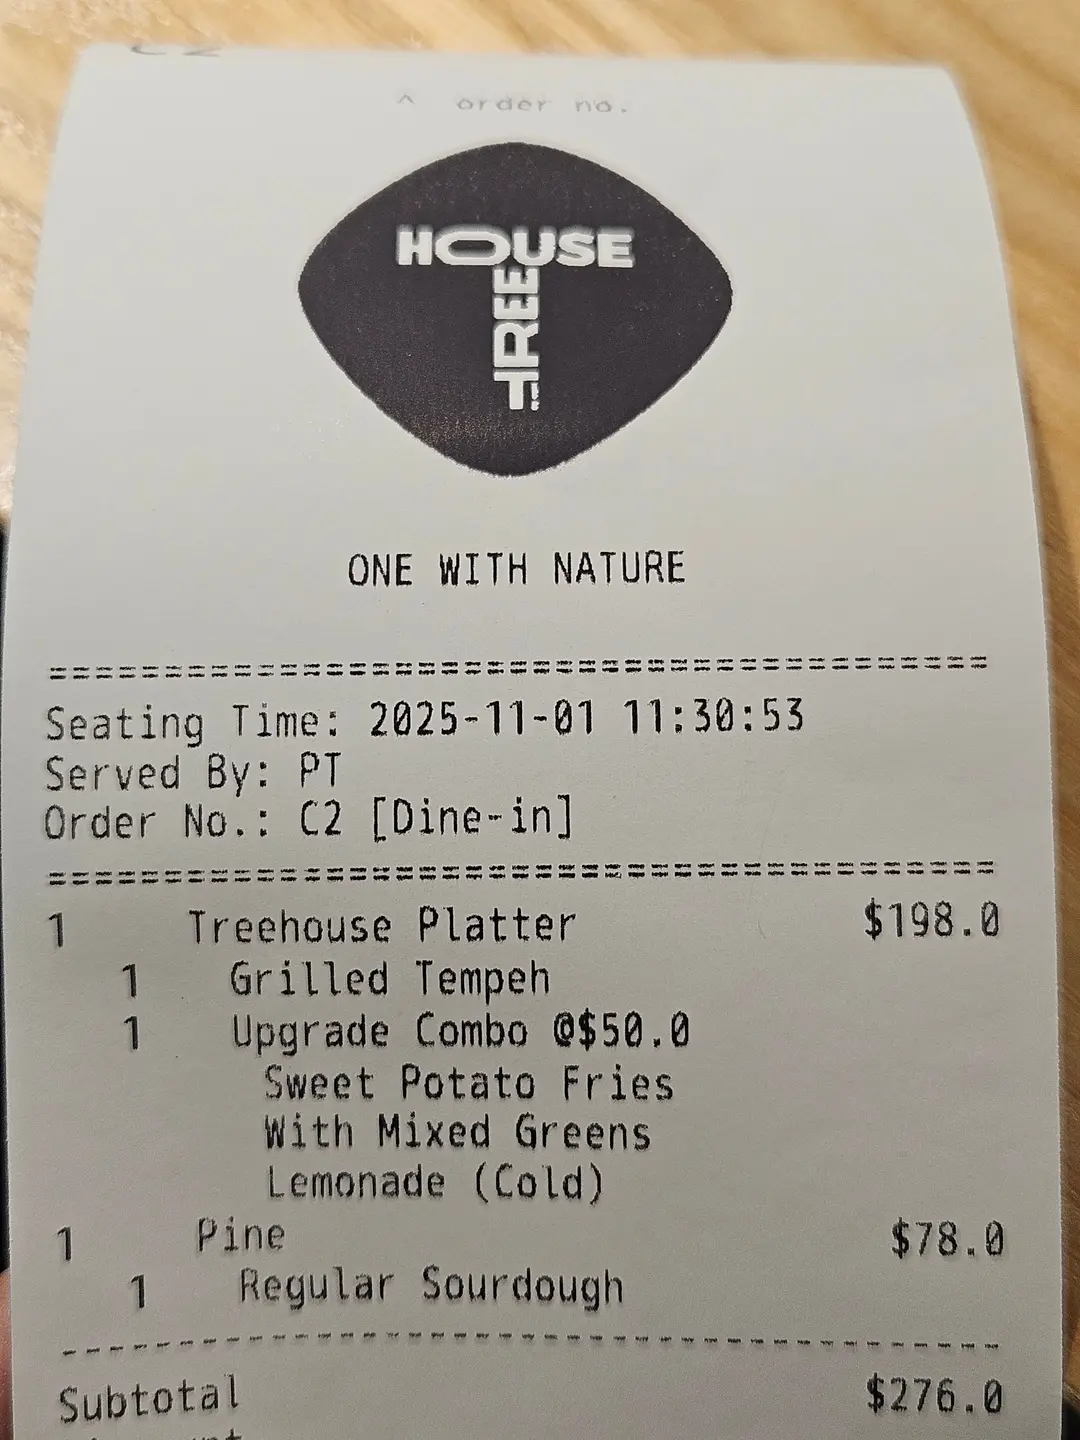 C2
^ order no.
HOUSE
TREE
ONE WITH NATURE
=========================================
Seating Time: 2025-11-01 11:30:53
Served By: PT
Order No.: C2 [Dine-in]
=========================================
1 Treehouse Platter $198.0
1 Grilled Tempeh
1 Upgrade Combo @$50.0
Sweet Potato Fries
With Mixed Greens
Lemonade (Cold)
1 Pine $78.0
1 Regular Sourdough
-----------------------------------------
Subtotal $276.0